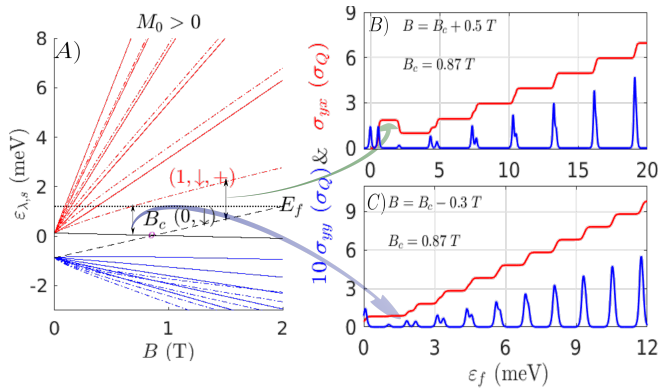 A)
M₀ > 0
ε_{λ,s} (meV)
8
6
4
2
0
-2
(1, ↓, +)
B_c (0, ↓)
E_f
0
1
2
B (T)
10 σ_{yy} (σ_Q) & σ_{yx} (σ_Q)
B)
B = B_c + 0.5 T
B_c = 0.87 T
9
6
3
0
0
5
10
15
20
C)
B = B_c − 0.3 T
B_c = 0.87 T
9
6
3
0
0
3
6
9
12
ε_f (meV)